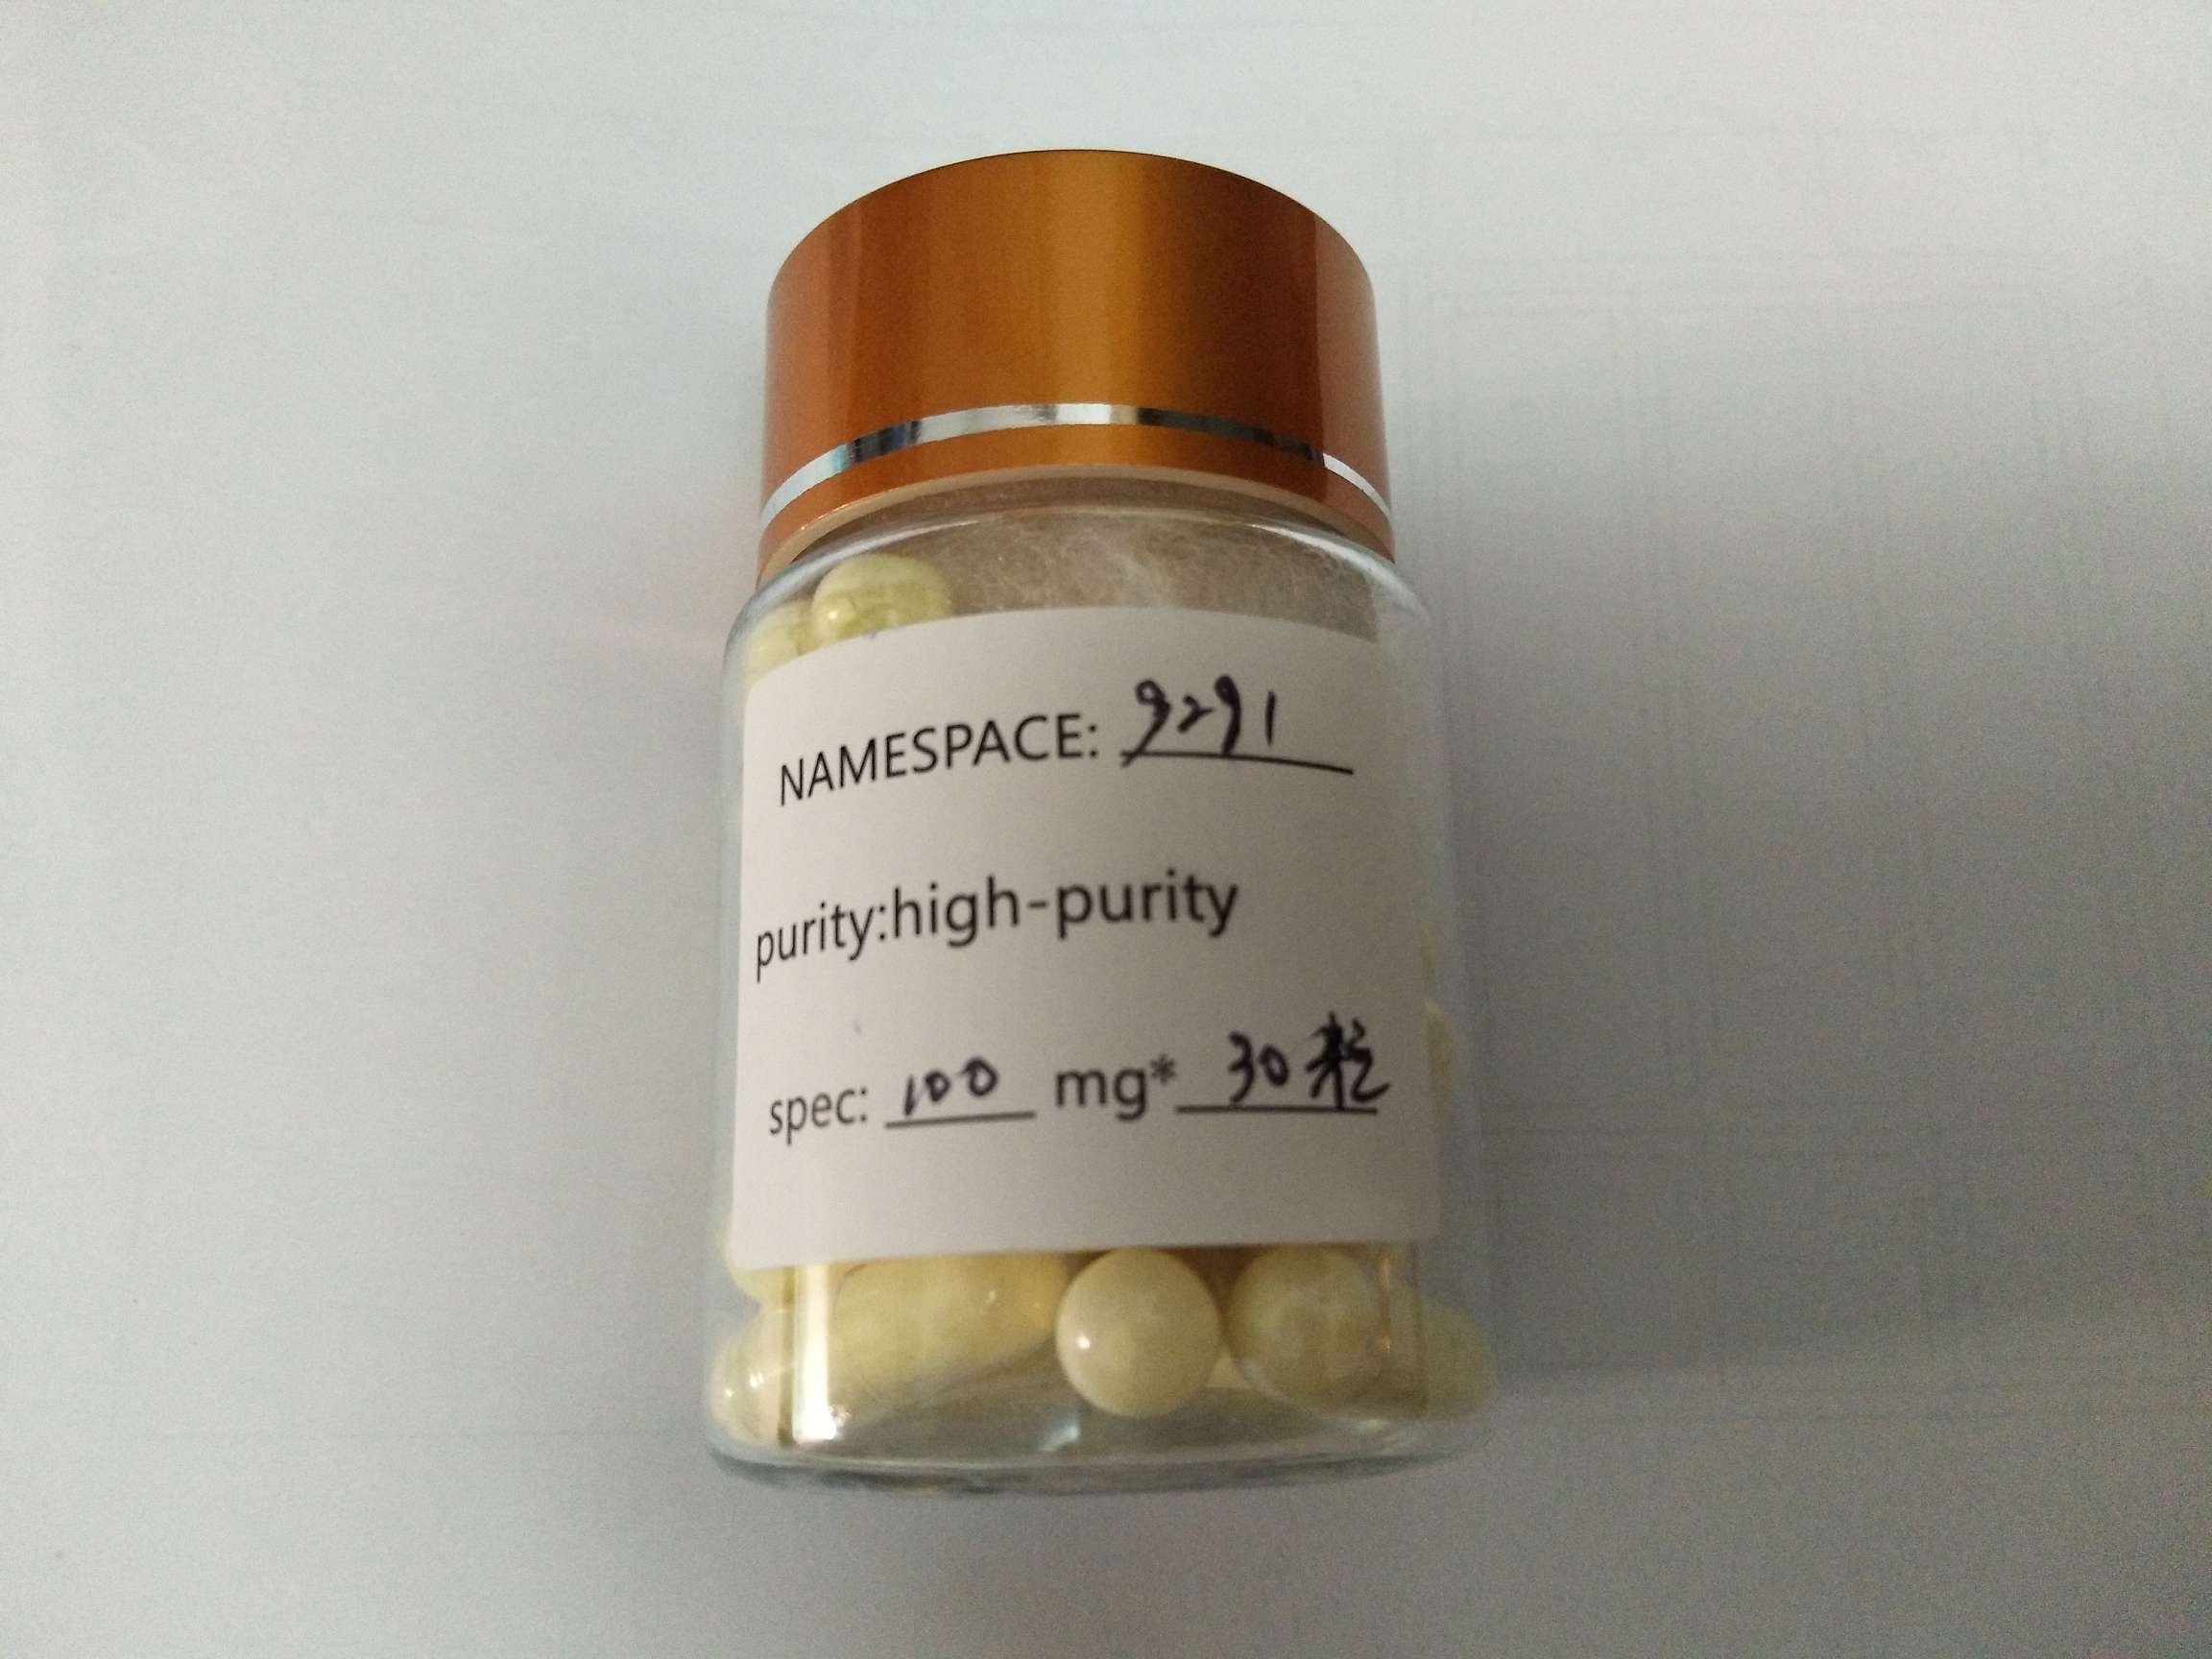 NAMESPACE: 9291
purity:high-purity
spec: 100 mg* 30粒